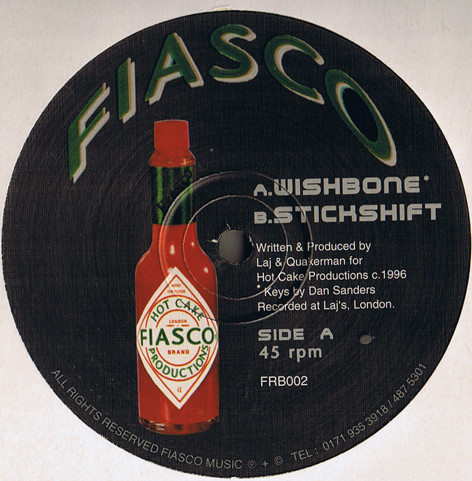 FIASCO
A.WISHBONE*
B.STICKSHIFT
Written & Produced by
Laj & Quakerman for
Hot Cake Productions c.1996
* Keys by Dan Sanders
Recorded at Laj's, London.
SIDE A
45 rpm
FRB002
HOT CAKE
LONDON
FIASCO
BRAND
PRODUCTIONS
ALL RIGHTS RESERVED FIASCO MUSIC ℗ + © TEL : 0171 935 3918 / 487 5301